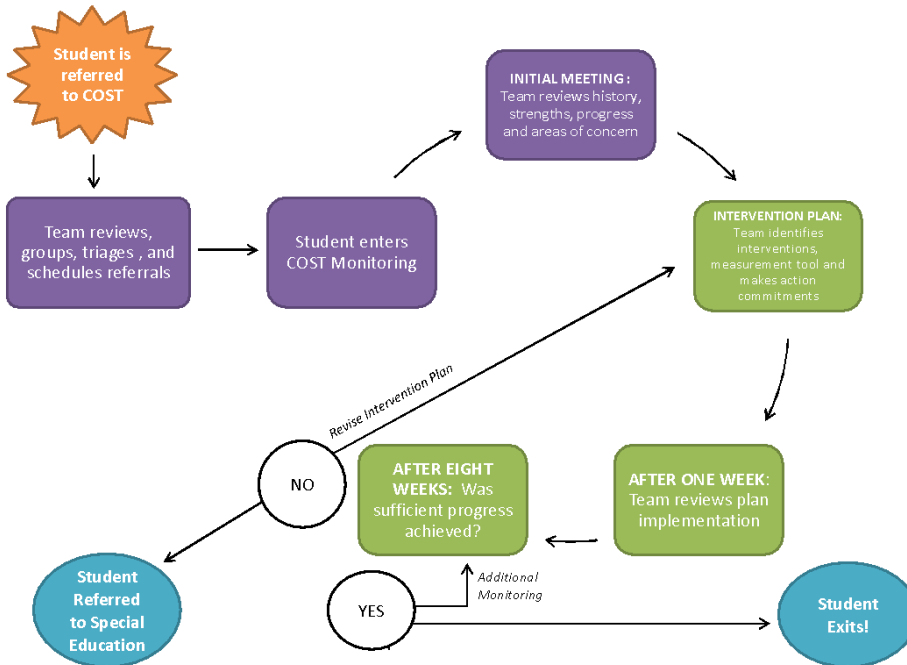 Student is
referred
to COST
Team reviews,
groups, triages , and
schedules referrals
Student enters
COST Monitoring
INITIAL MEETING :
Team reviews history,
strengths, progress
and areas of concern
INTERVENTION PLAN:
Team identifies
interventions,
measurement tool and
makes action
commitments
AFTER ONE WEEK:
Team reviews plan
implementation
AFTER EIGHT
WEEKS: Was
sufficient progress
achieved?
NO
Revise Intervention Plan
Student
Referred
to Special
Education
YES
Additional
Monitoring
Student
Exits!